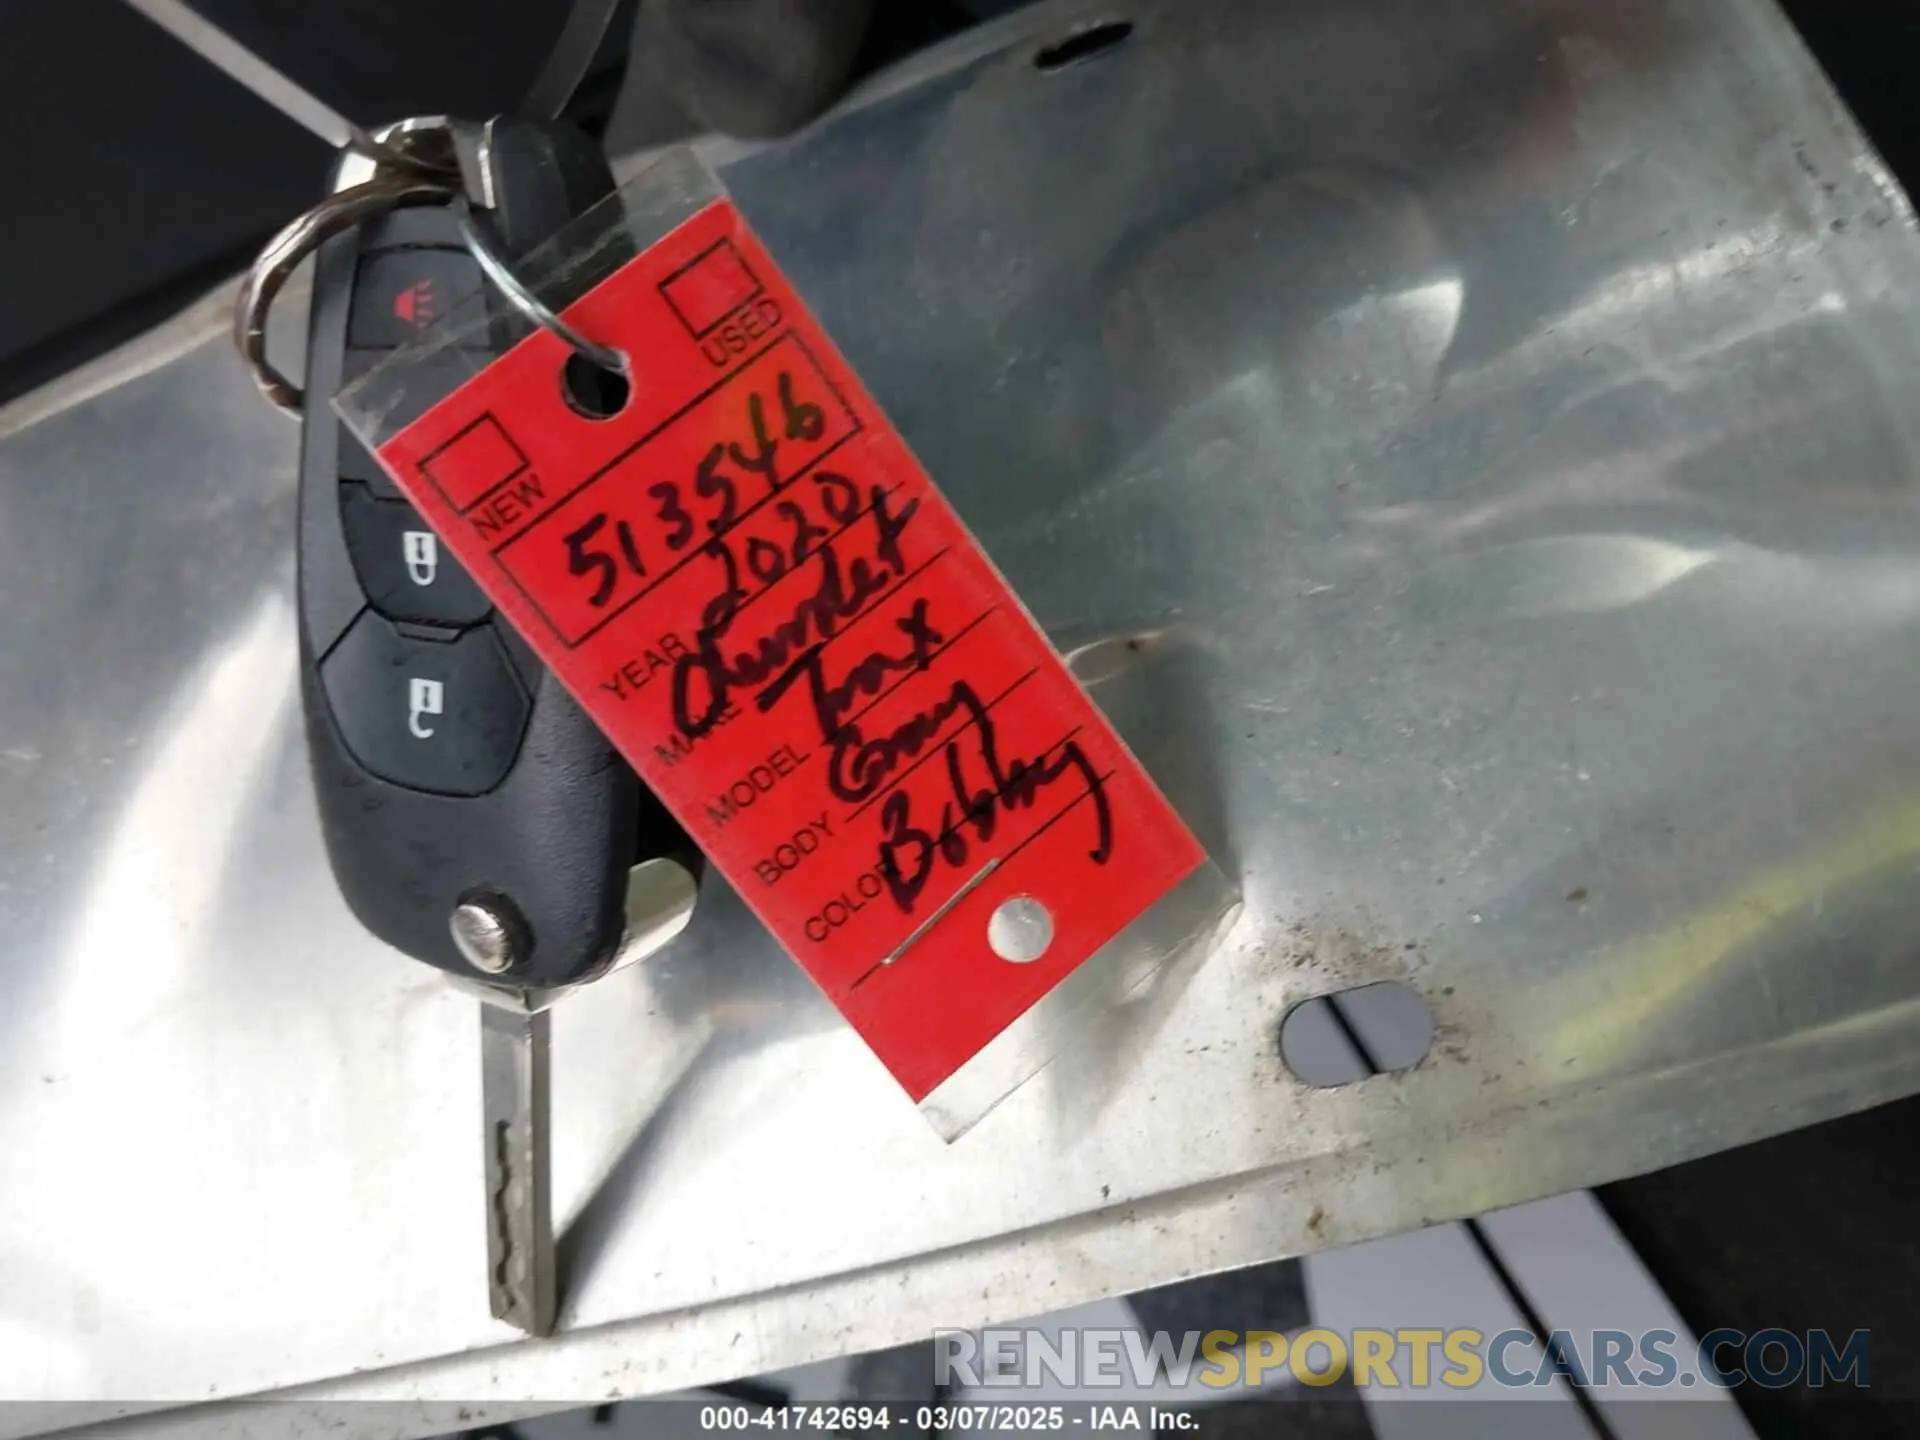 USED
NEW
513546
YEAR 2020
MAKE Chevrolet
MODEL Trax
BODY Gray
COLOR Bobby
RENEWSPORTSCARS.COM
000-41742694 - 03/07/2025 - IAA Inc.